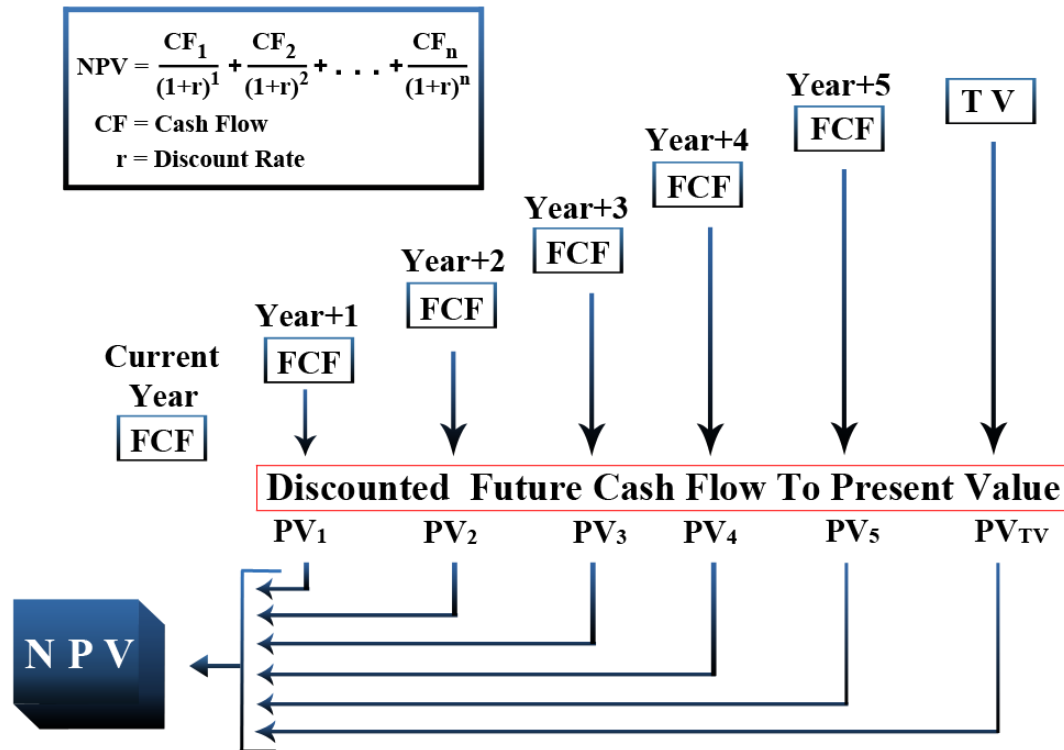 NPV = CF₁/(1+r)¹ + CF₂/(1+r)² + . . . + CFₙ/(1+r)ⁿ
CF = Cash Flow
r = Discount Rate
Current
Year
FCF
Year+1
FCF
Year+2
FCF
Year+3
FCF
Year+4
FCF
Year+5
FCF
T V
Discounted Future Cash Flow To Present Value
PV₁ PV₂ PV₃ PV₄ PV₅ PVTV
N P V